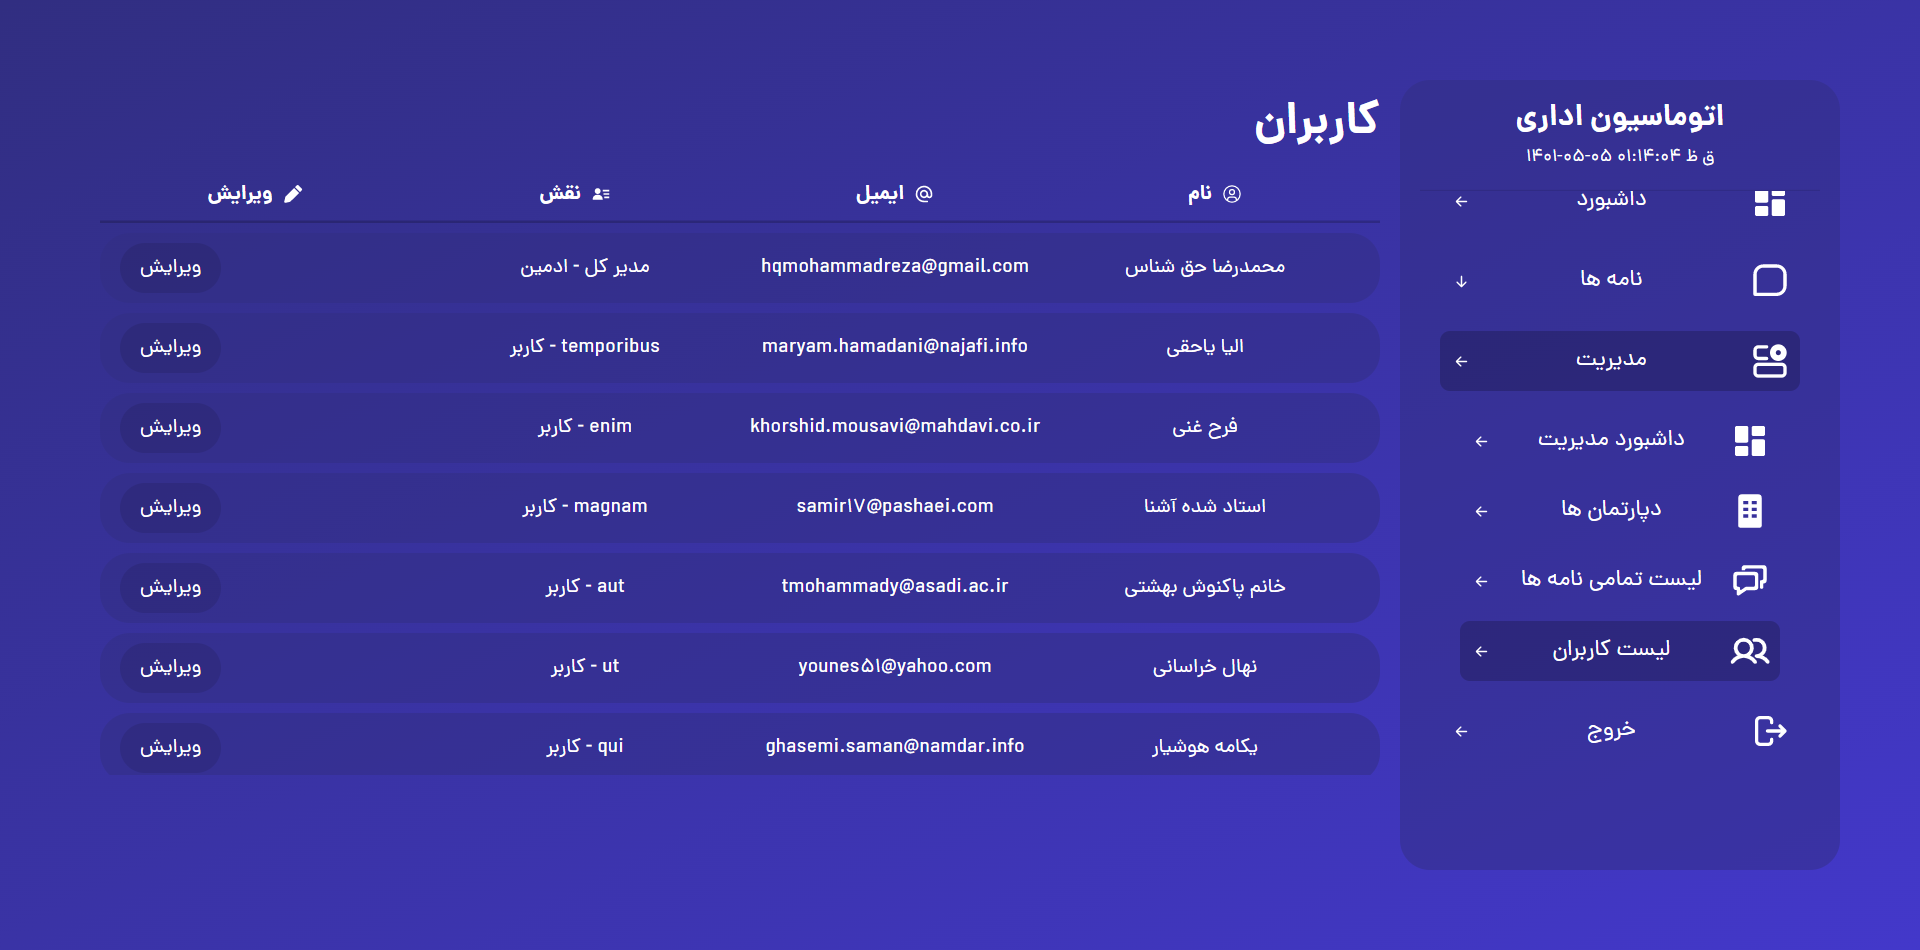 اتوماسیون اداری
۱۴۰۱-۰۵-۰۵ ۰۱:۱۴:۰۴ ق ظ
داشبورد
نامه ها
مدیریت
داشبورد مدیریت
دپارتمان ها
لیست تمامی نامه ها
لیست کاربران
خروج
کاربران
نام ایمیل نقش ویرایش
محمدرضا حق شناس hqmohammadreza@gmail.com مدیر کل - ادمین ویرایش
الیا یاحقی maryam.hamadani@najafi.info temporibus - کاربر ویرایش
فرح غنی khorshid.mousavi@mahdavi.co.ir enim - کاربر ویرایش
استاد شده آشنا samir۱۷@pashaei.com magnam - کاربر ویرایش
خانم پاکنوش بهشتی tmohammady@asadi.ac.ir aut - کاربر ویرایش
نهال خراسانی younes۵۱@yahoo.com ut - کاربر ویرایش
یکامه هوشیار ghasemi.saman@namdar.info qui - کاربر ویرایش